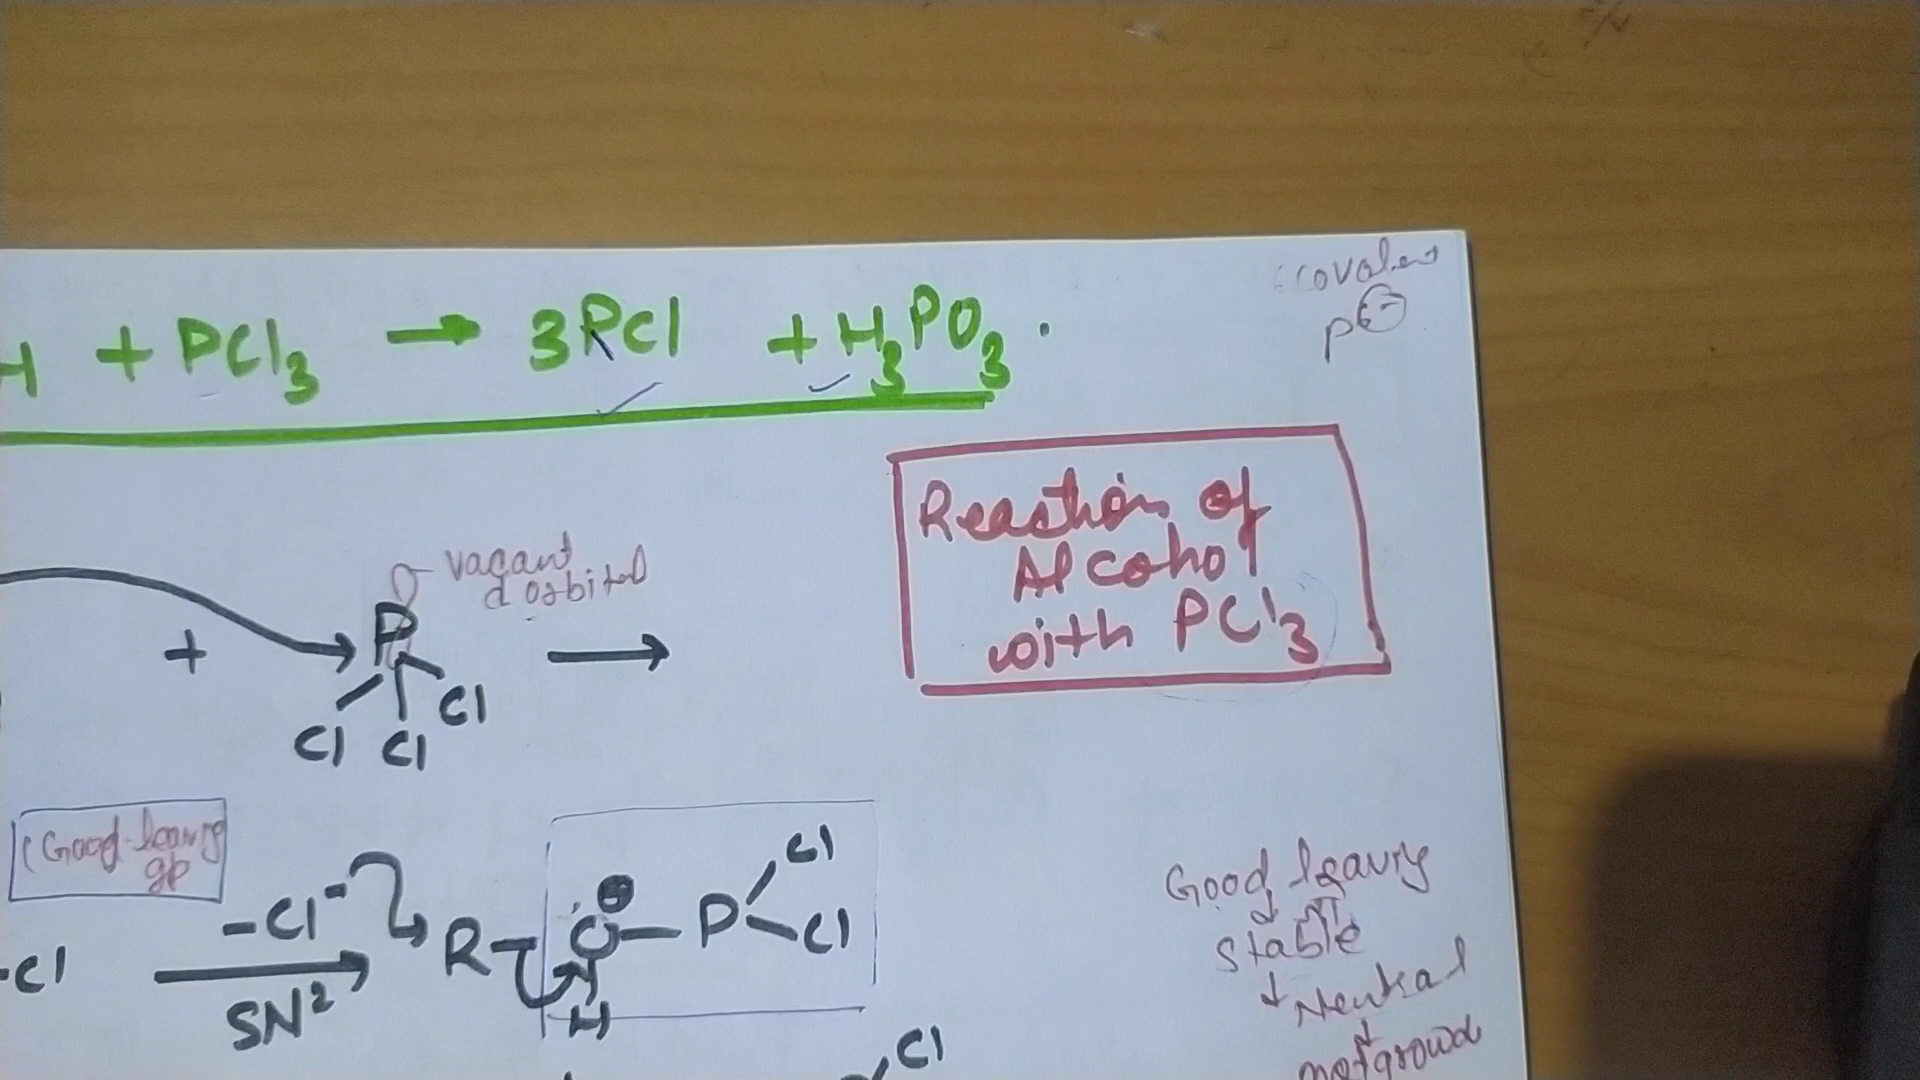 covalent
H + PCl3 → 3RCl + H3PO3.
Reaction of
Alcohol
with PCl3
vacant
d orbital
+ P →
Cl Cl Cl
(Good leaving
gp
Cl
-Cl⁻
R-O⊕-P
Cl
-Cl
SN²
H
Good leaving
Stable
Neutral
Cl